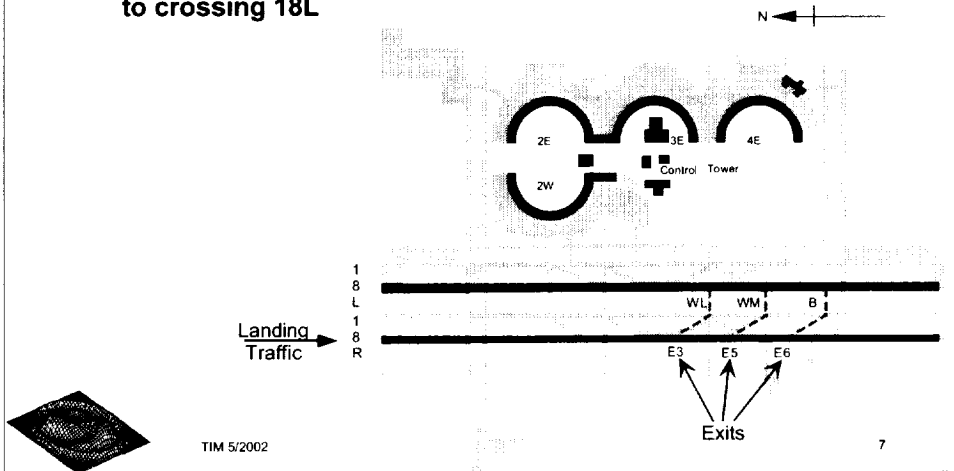 to crossing 18L
N
2E
3E
4E
Control Tower
2W
1
8
L
WL WM B
1
8
R
Landing
Traffic
E3 E5 E6
Exits
TIM 5/2002
7